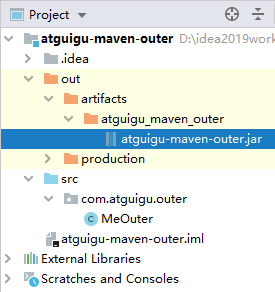 Project
atguigu-maven-outer D:\idea2019work
.idea
out
artifacts
atguigu_maven_outer
atguigu-maven-outer.jar
production
src
com.atguigu.outer
MeOuter
atguigu-maven-outer.iml
External Libraries
Scratches and Consoles